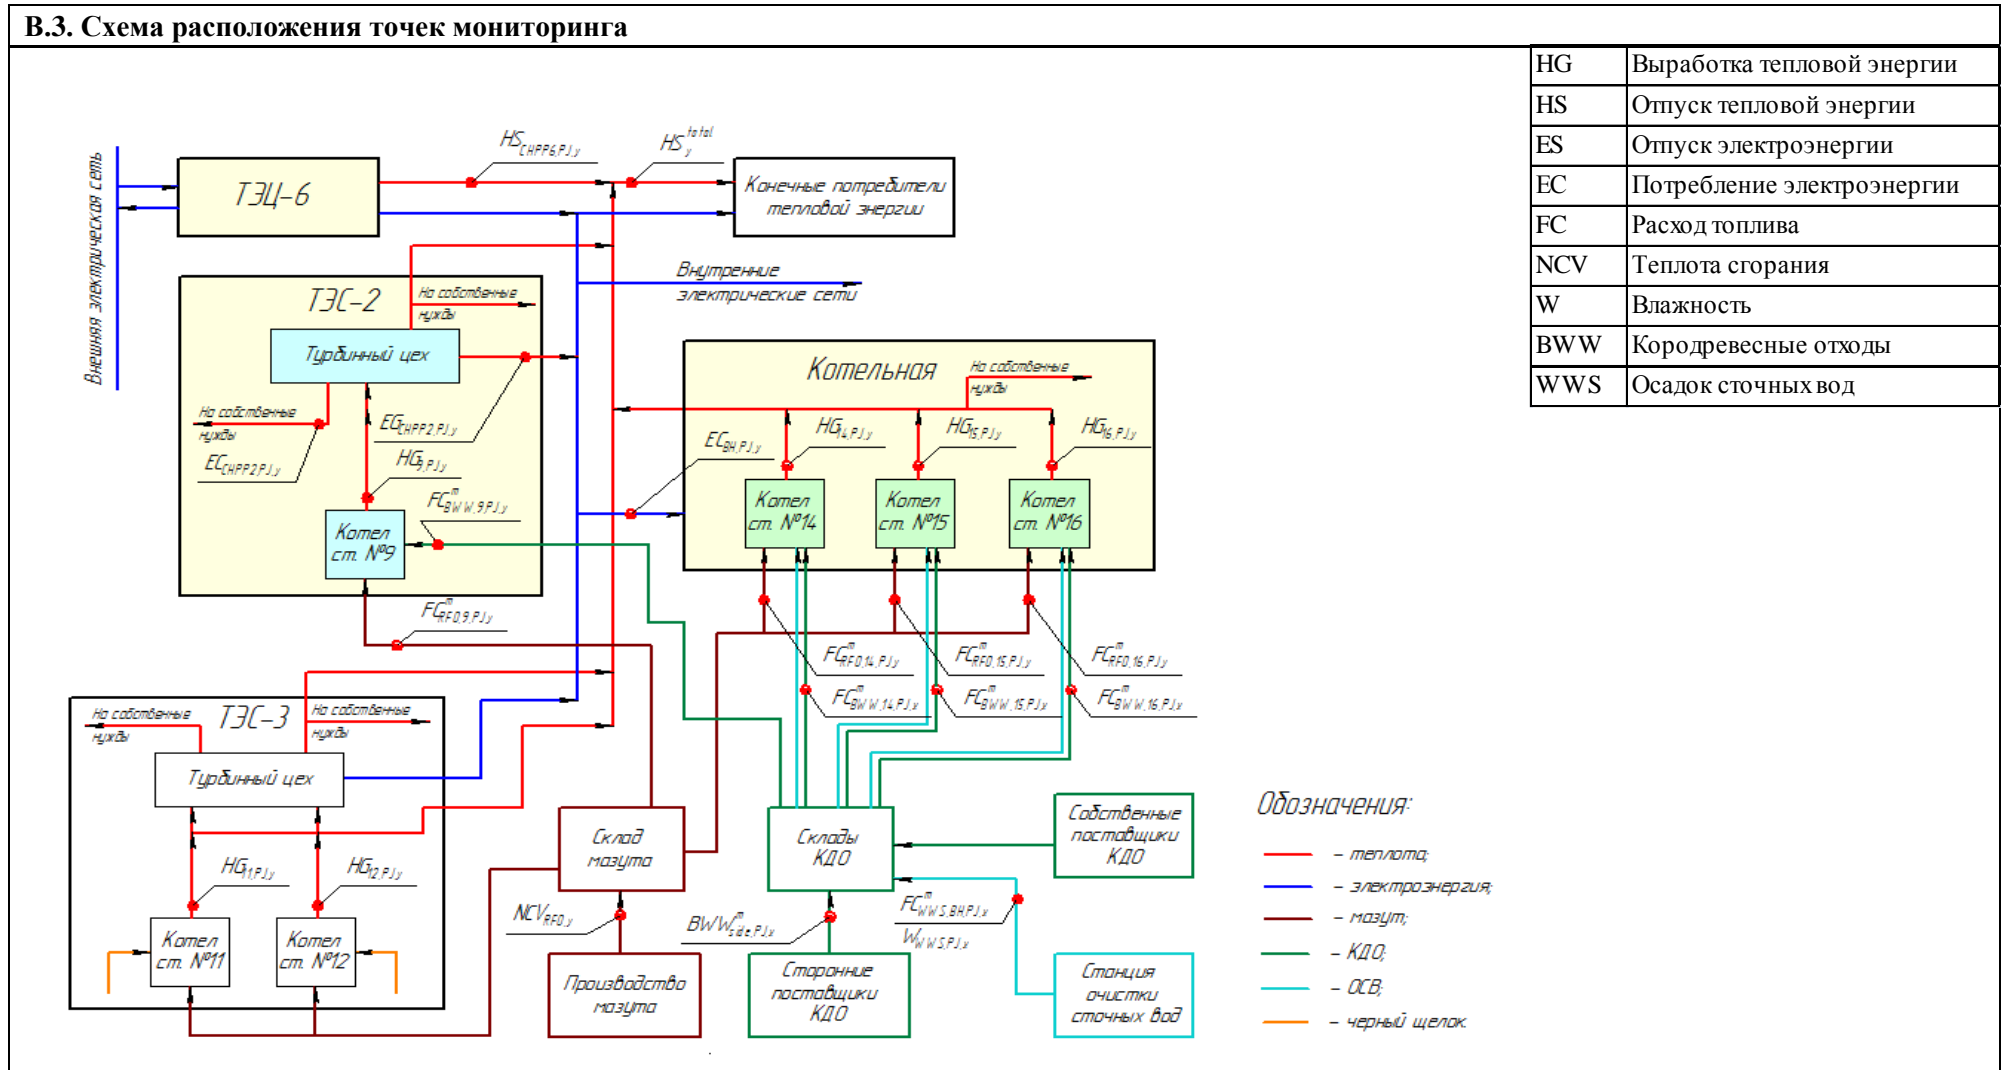 В.3. Схема расположения точек мониторинга
HG Выработка тепловой энергии
HS Отпуск тепловой энергии
ES Отпуск электроэнергии
EC Потребление электроэнергии
FC Расход топлива
NCV Теплота сгорания
W Влажность
BWW Кородревесные отходы
WWS Осадок сточных вод
Внешняя электрическая сеть
ТЭЦ-6
HS CHPP6,PJ,y
HS y total
Конечные потребители
тепловой энергии
Внутренние
электрические сети
ТЭС-2
На собственные
нужды
Турбинный цех
На собственные
нужды
EC CHPP2,PJ,y
EG CHPP2,PJ,y
HG 9,PJ,y
FC m BWW,9,PJ,y
Котел
ст. №9
FC m RFO,9,PJ,y
Котельная
На собственные
нужды
EC BH,PJ,y
HG 14,PJ,y
HG 15,PJ,y
HG 16,PJ,y
Котел
ст. №14
Котел
ст. №15
Котел
ст. №16
FC m RFO,14,PJ,y
FC m RFO,15,PJ,y
FC m RFO,16,PJ,y
FC m BWW,14,PJ,x
FC m BWW,15,PJ,x
FC m BWW,16,PJ,x
ТЭС-3
На собственные
нужды
На собственные
нужды
Турбинный цех
HG 11,PJ,y
HG 12,PJ,y
Котел
ст. №11
Котел
ст. №12
Склад
мазута
NCV RFO,y
Производство
мазута
Склады
КДО
BWW m side,PJ,x
Сторонние
поставщики
КДО
Собственные
поставщики
КДО
FC m WWS,BH,PJ,x
W WWS,PJ,x
Станция
очистки
сточных вод
Обозначения:
– теплота;
– электроэнергия;
– мазут;
– КДО;
– ОСВ;
– черный щелок.